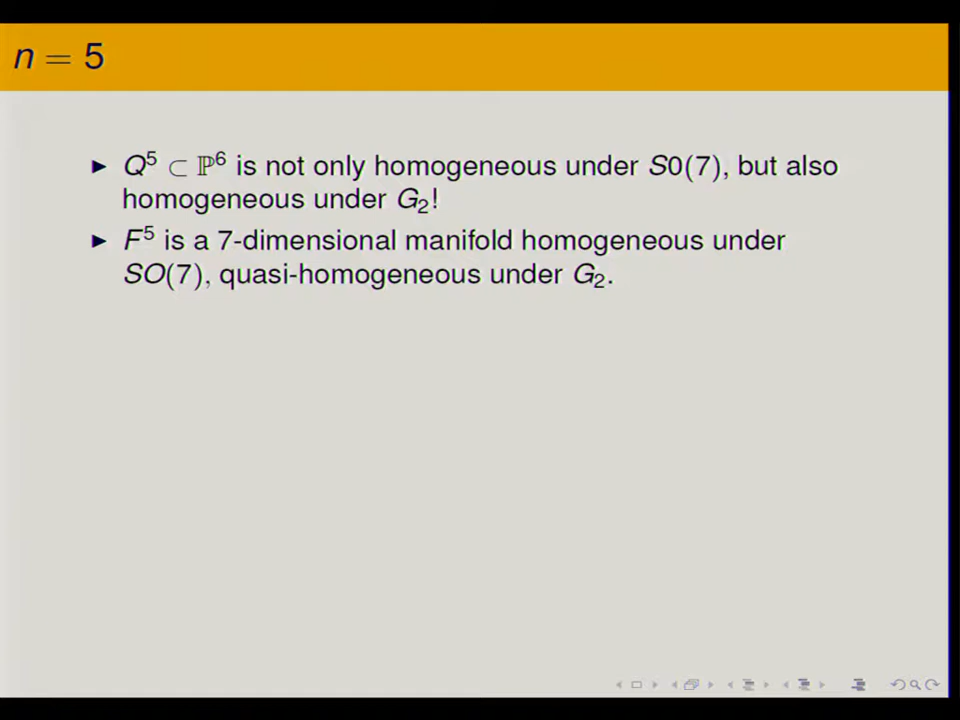 n = 5
▶ Q⁵ ⊂ ℙ⁶ is not only homogeneous under S0(7), but also
homogeneous under G₂!
▶ F⁵ is a 7-dimensional manifold homogeneous under
SO(7), quasi-homogeneous under G₂.